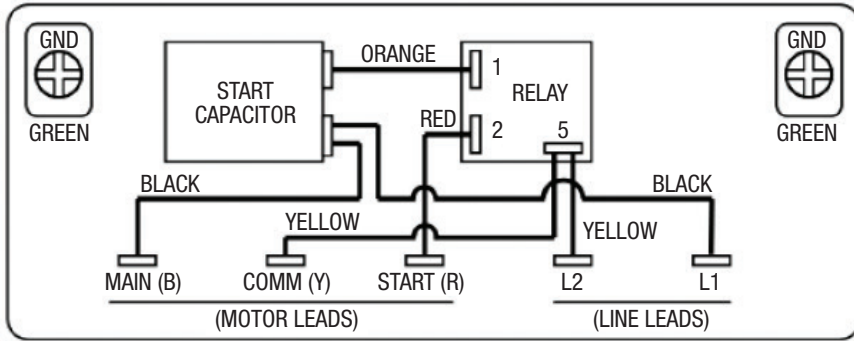 GND
GREEN
START
CAPACITOR
ORANGE
1
RELAY
RED
2
5
GND
GREEN
BLACK
BLACK
YELLOW
YELLOW
MAIN (B)
COMM (Y)
START (R)
L2
L1
(MOTOR LEADS)
(LINE LEADS)